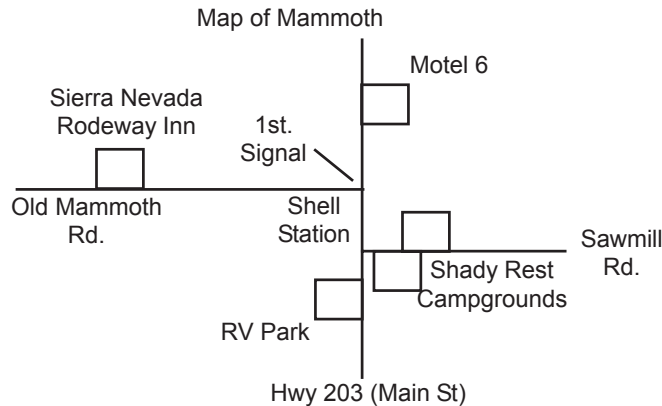 Map of Mammoth
Motel 6
Sierra Nevada
Rodeway Inn
1st.
Signal
Old Mammoth
Rd.
Shell
Station
Sawmill
Rd.
Shady Rest
Campgrounds
RV Park
Hwy 203 (Main St)